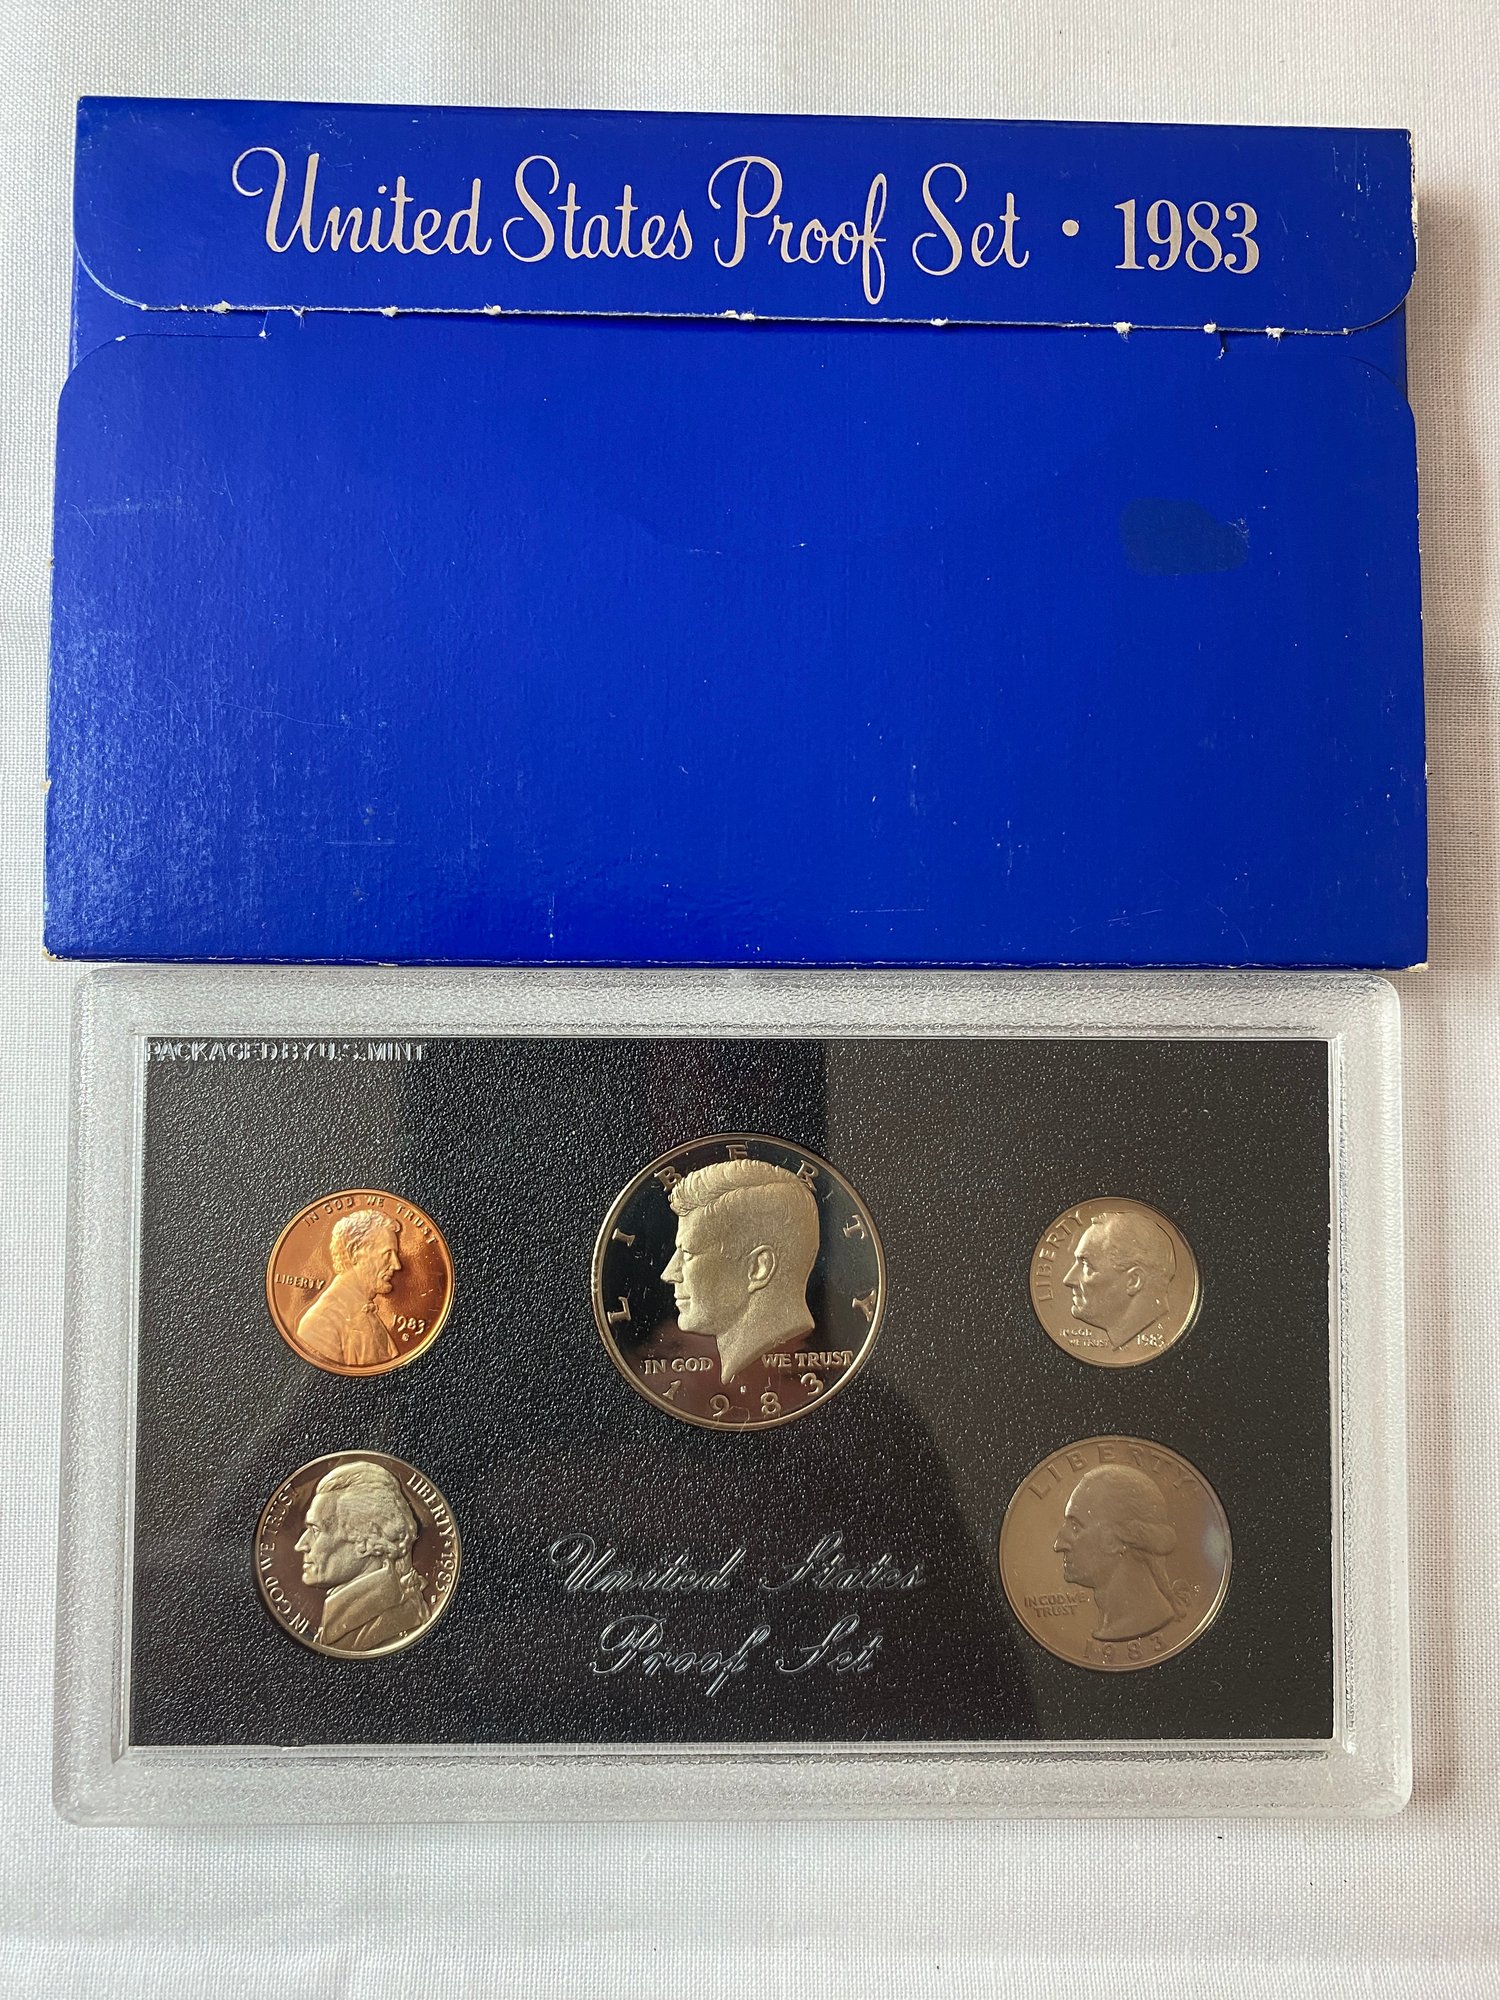 United States Proof Set · 1983
PACKAGED BY U.S. MINT
IN GOD WE TRUST
LIBERTY
1983
S
LIBERTY
IN GOD WE TRUST
1983
LIBERTY
IN GOD
WE TRUST
1983
IN GOD WE TRUST
LIBERTY ★ 1983
LIBERTY
IN GOD WE
TRUST
1983
United States
Proof Set